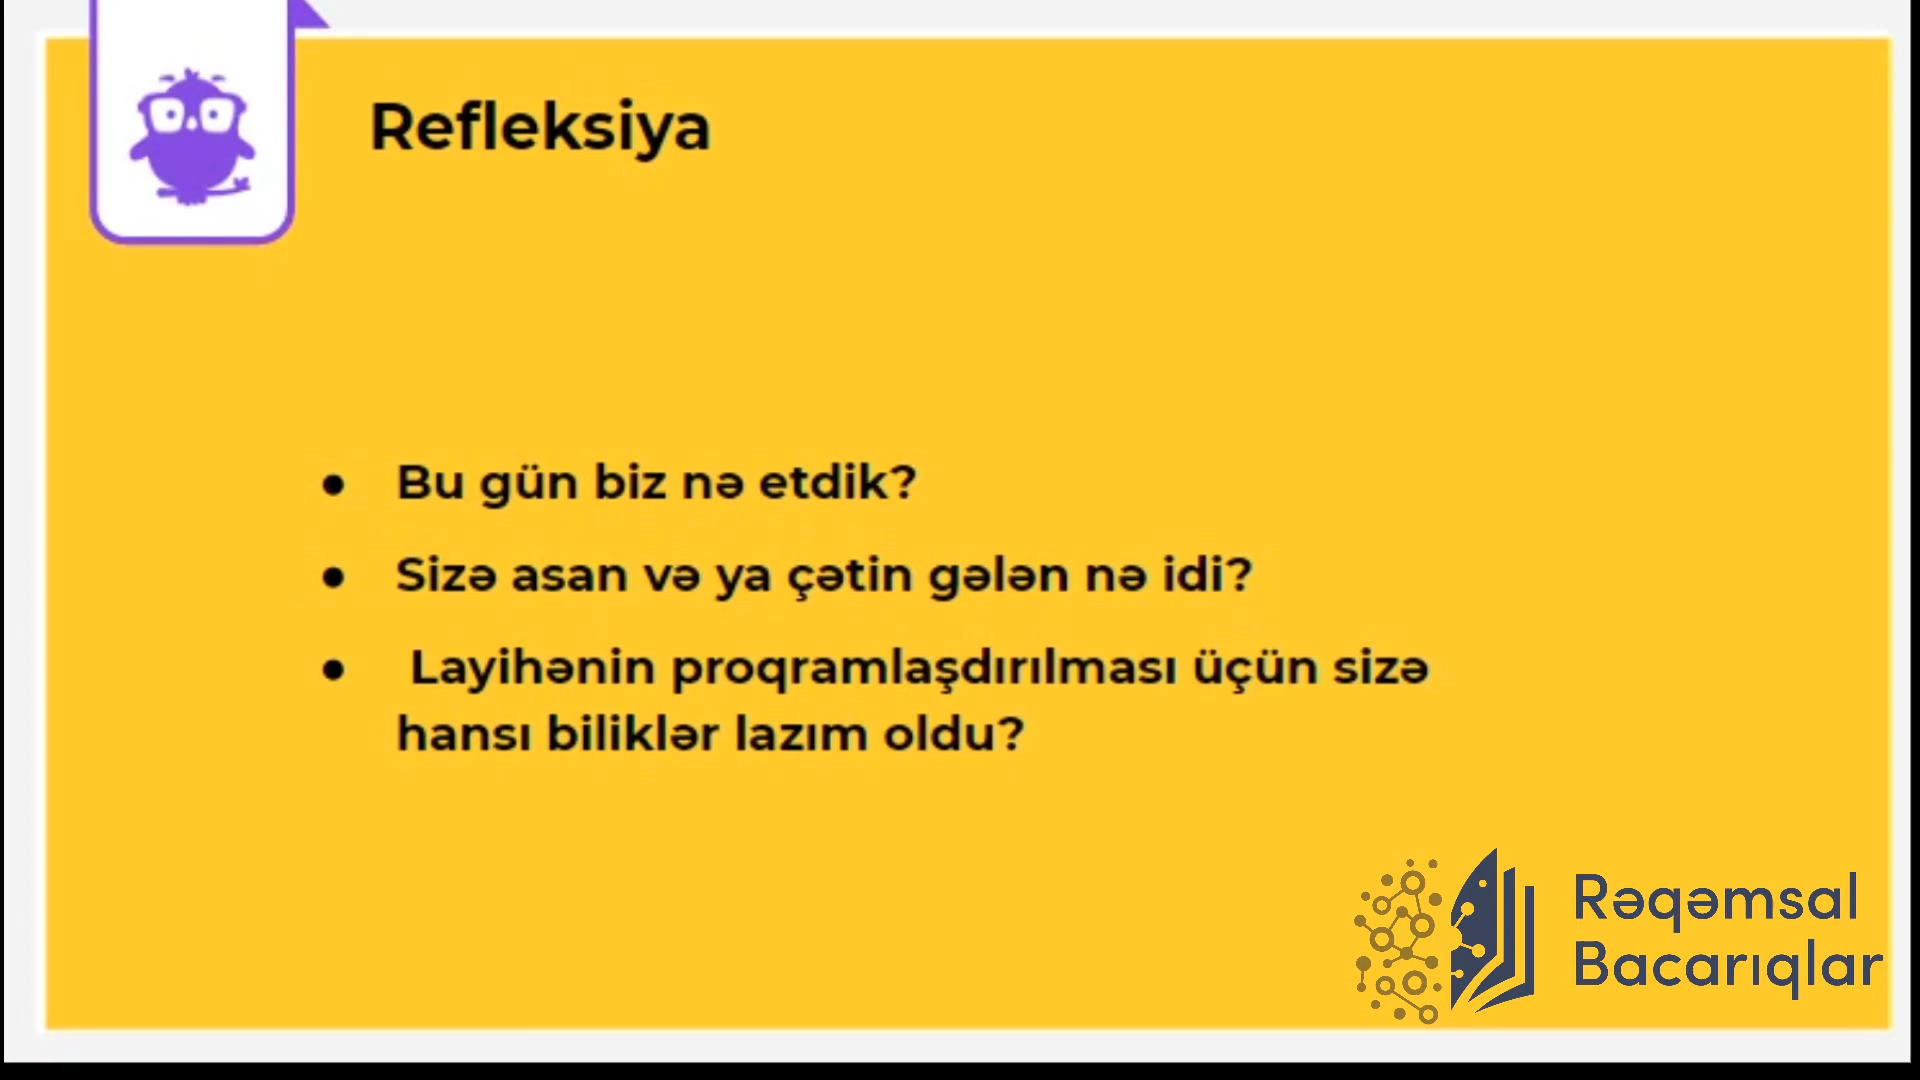 Refleksiya
● Bu gün biz nə etdik?
● Sizə asan və ya çətin gələn nə idi?
● Layihənin proqramlaşdırılması üçün sizə
hansı biliklər lazım oldu?
Rəqəmsal
Bacarıqlar